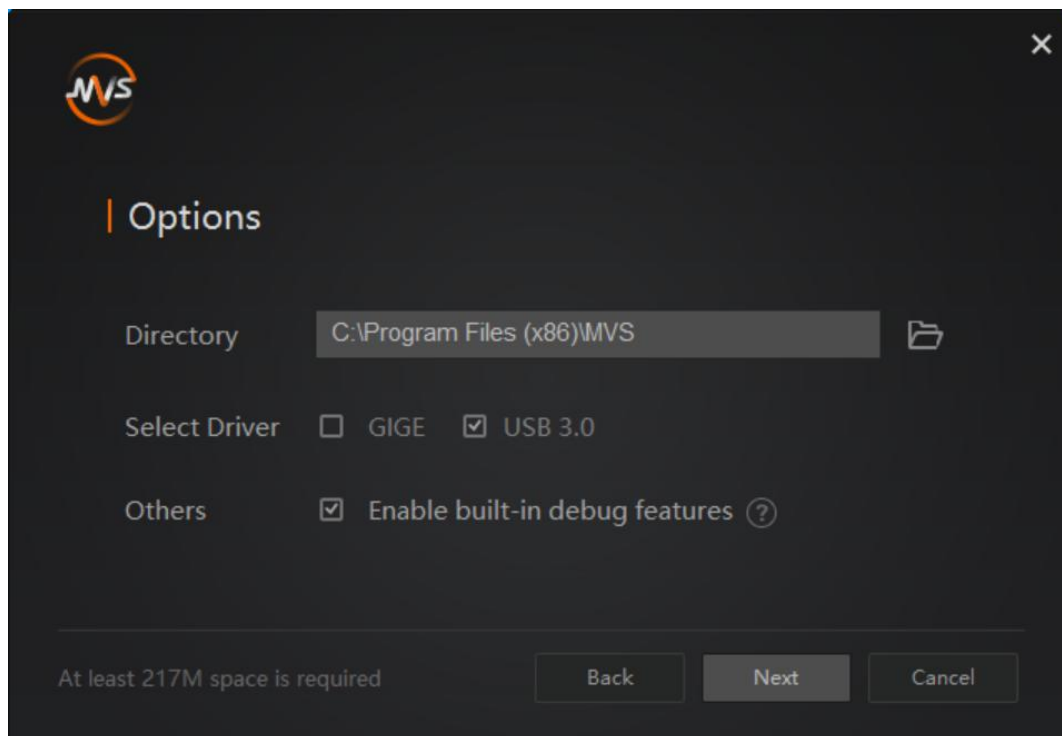 MVS
Options
Directory C:\Program Files (x86)\MVS
Select Driver GIGE USB 3.0
Others Enable built-in debug features ?
At least 217M space is required Back Next Cancel